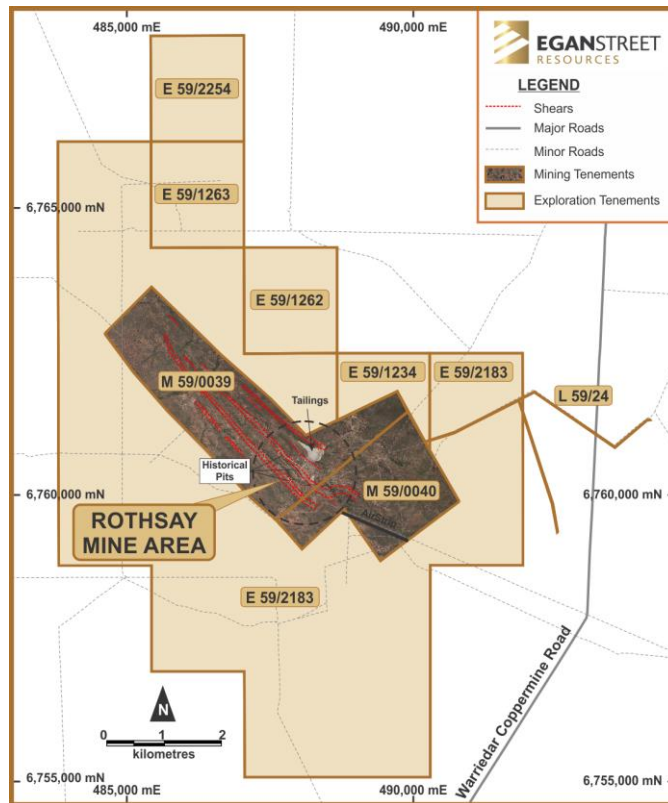 485,000 mE
490,000 mE
EGANSTREET
RESOURCES
LEGEND
Shears
Major Roads
Minor Roads
Mining Tenements
Exploration Tenements
E 59/2254
E 59/1263
6,765,000 mN
E 59/1262
E 59/1234
E 59/2183
L 59/24
M 59/0039
Tailings
Historical
Pits
M 59/0040
6,760,000 mN
6,760,000 mN
Airstrip
ROTHSAY
MINE AREA
E 59/2183
Warriedar Coppermine Road
N
0 1 2
kilometres
6,755,000 mN
6,755,000 mN
485,000 mE
490,000 mE